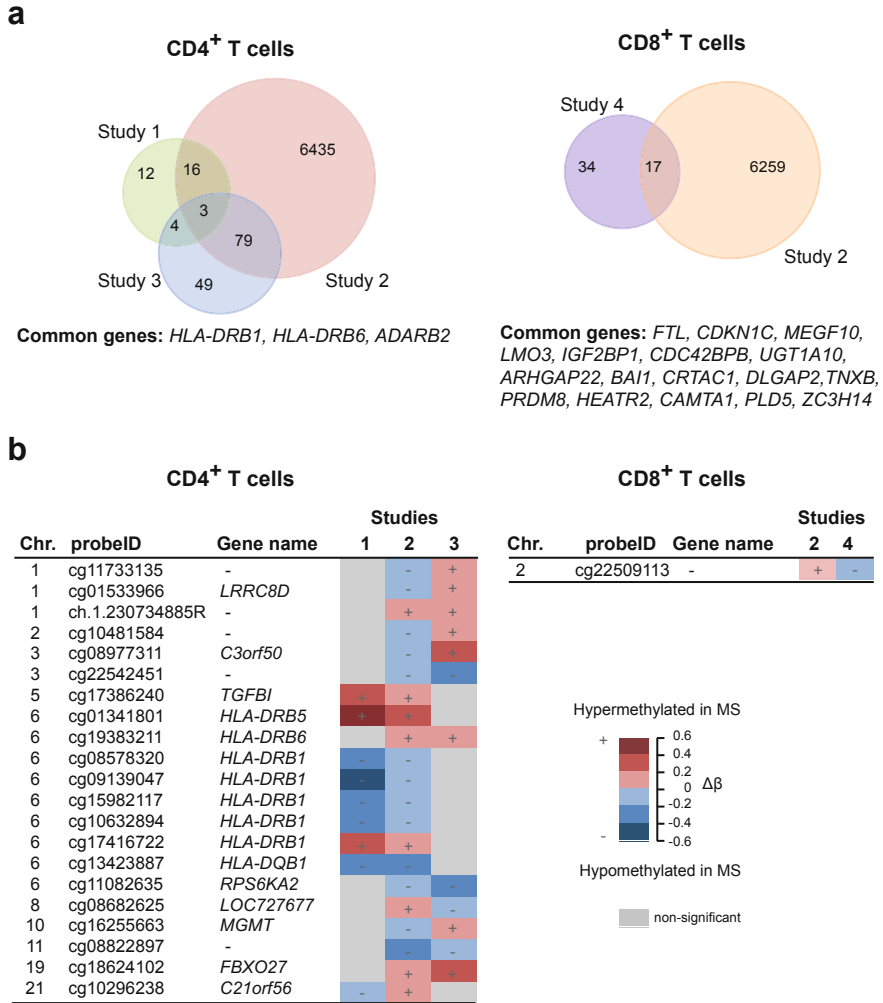 a
CD4+ T cells
Study 1
12
16
6435
3
4
79
49
Study 3
Study 2
Common genes: HLA-DRB1, HLA-DRB6, ADARB2
CD8+ T cells
Study 4
34
17
6259
Study 2
Common genes: FTL, CDKN1C, MEGF10,
LMO3, IGF2BP1, CDC42BPB, UGT1A10,
ARHGAP22, BAI1, CRTAC1, DLGAP2,TNXB,
PRDM8, HEATR2, CAMTA1, PLD5, ZC3H14
b
CD4+ T cells
Studies
Chr. probeID Gene name 1 2 3
1 cg11733135 - - +
1 cg01533966 LRRC8D - +
1 ch.1.230734885R - + +
2 cg10481584 - - +
3 cg08977311 C3orf50 - +
3 cg22542451 - - -
5 cg17386240 TGFBI + +
6 cg01341801 HLA-DRB5 + +
6 cg19383211 HLA-DRB6 + +
6 cg08578320 HLA-DRB1 - -
6 cg09139047 HLA-DRB1 - -
6 cg15982117 HLA-DRB1 - -
6 cg10632894 HLA-DRB1 - -
6 cg17416722 HLA-DRB1 + +
6 cg13423887 HLA-DQB1 - -
6 cg11082635 RPS6KA2 - -
8 cg08682625 LOC727677 + -
10 cg16255663 MGMT - +
11 cg08822897 - - -
19 cg18624102 FBXO27 + +
21 cg10296238 C21orf56 - +
CD8+ T cells
Studies
Chr. probeID Gene name 2 4
2 cg22509113 - + -
Hypermethylated in MS
+
0.6
0.4
0.2
0
-0.2
-0.4
-0.6
Δβ
-
Hypomethylated in MS
non-significant